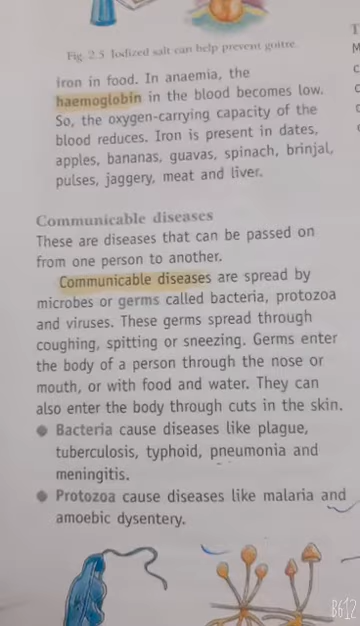 Fig. 2.5 Iodized salt can help prevent goitre.
iron in food. In anaemia, the
haemoglobin in the blood becomes low.
So, the oxygen-carrying capacity of the
blood reduces. Iron is present in dates,
apples, bananas, guavas, spinach, brinjal,
pulses, jaggery, meat and liver.
Communicable diseases
These are diseases that can be passed on
from one person to another.
Communicable diseases are spread by
microbes or germs called bacteria, protozoa
and viruses. These germs spread through
coughing, spitting or sneezing. Germs enter
the body of a person through the nose or
mouth, or with food and water. They can
also enter the body through cuts in the skin.
● Bacteria cause diseases like plague,
tuberculosis, typhoid, pneumonia and
meningitis.
● Protozoa cause diseases like malaria and
amoebic dysentery.
B612